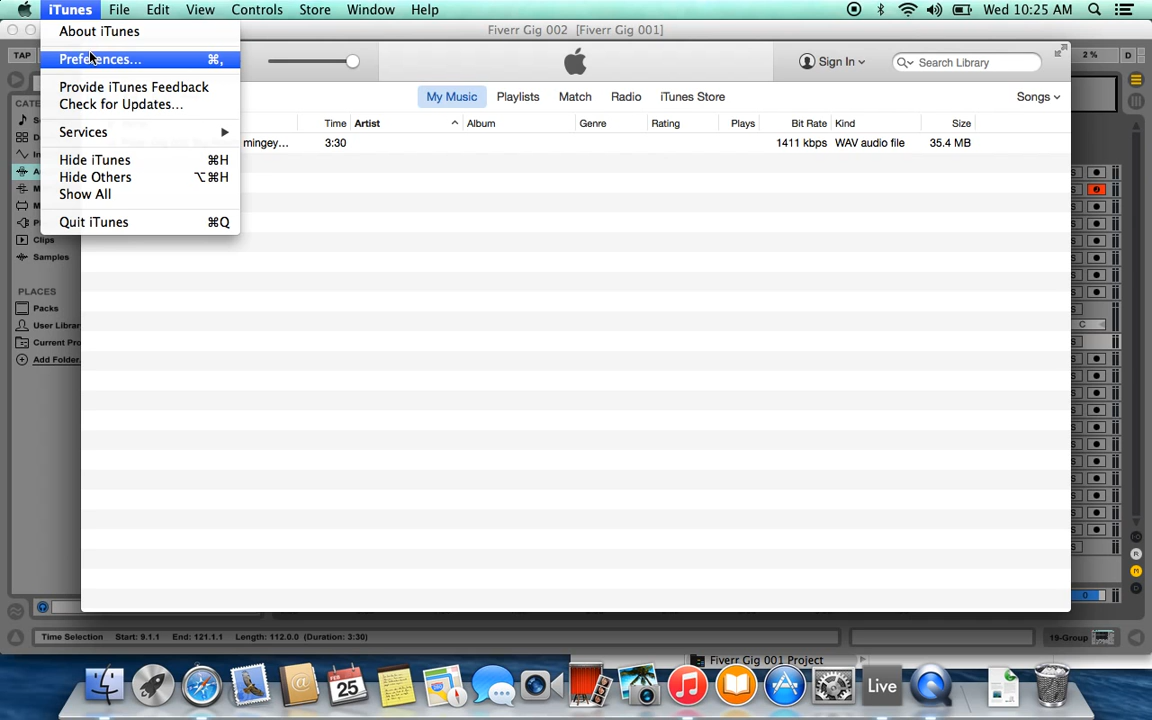 iTunes File Edit View Controls Store Window Help Wed 10:25 AM
About iTunes
Preferences... ⌘,
Provide iTunes Feedback
Check for Updates...
Services
Hide iTunes ⌘H
Hide Others ⌥⌘H
Show All
Quit iTunes ⌘Q
Fiverr Gig 002 [Fiverr Gig 001]
TAP
2 % D
Sign In Search Library
My Music Playlists Match Radio iTunes Store Songs
Time Artist Album Genre Rating Plays Bit Rate Kind Size
mingey... 3:30 1411 kbps WAV audio file 35.4 MB
CATE
Clips
Samples
PLACES
Packs
User Librar
Current Pro
Add Folder
C
R
M
D
0
Time Selection Start: 9.1.1 End: 121.1.1 Length: 112.0.0 (Duration: 3:30)
19-Group
Fiverr Gig 001 Project
FEB
25
Live